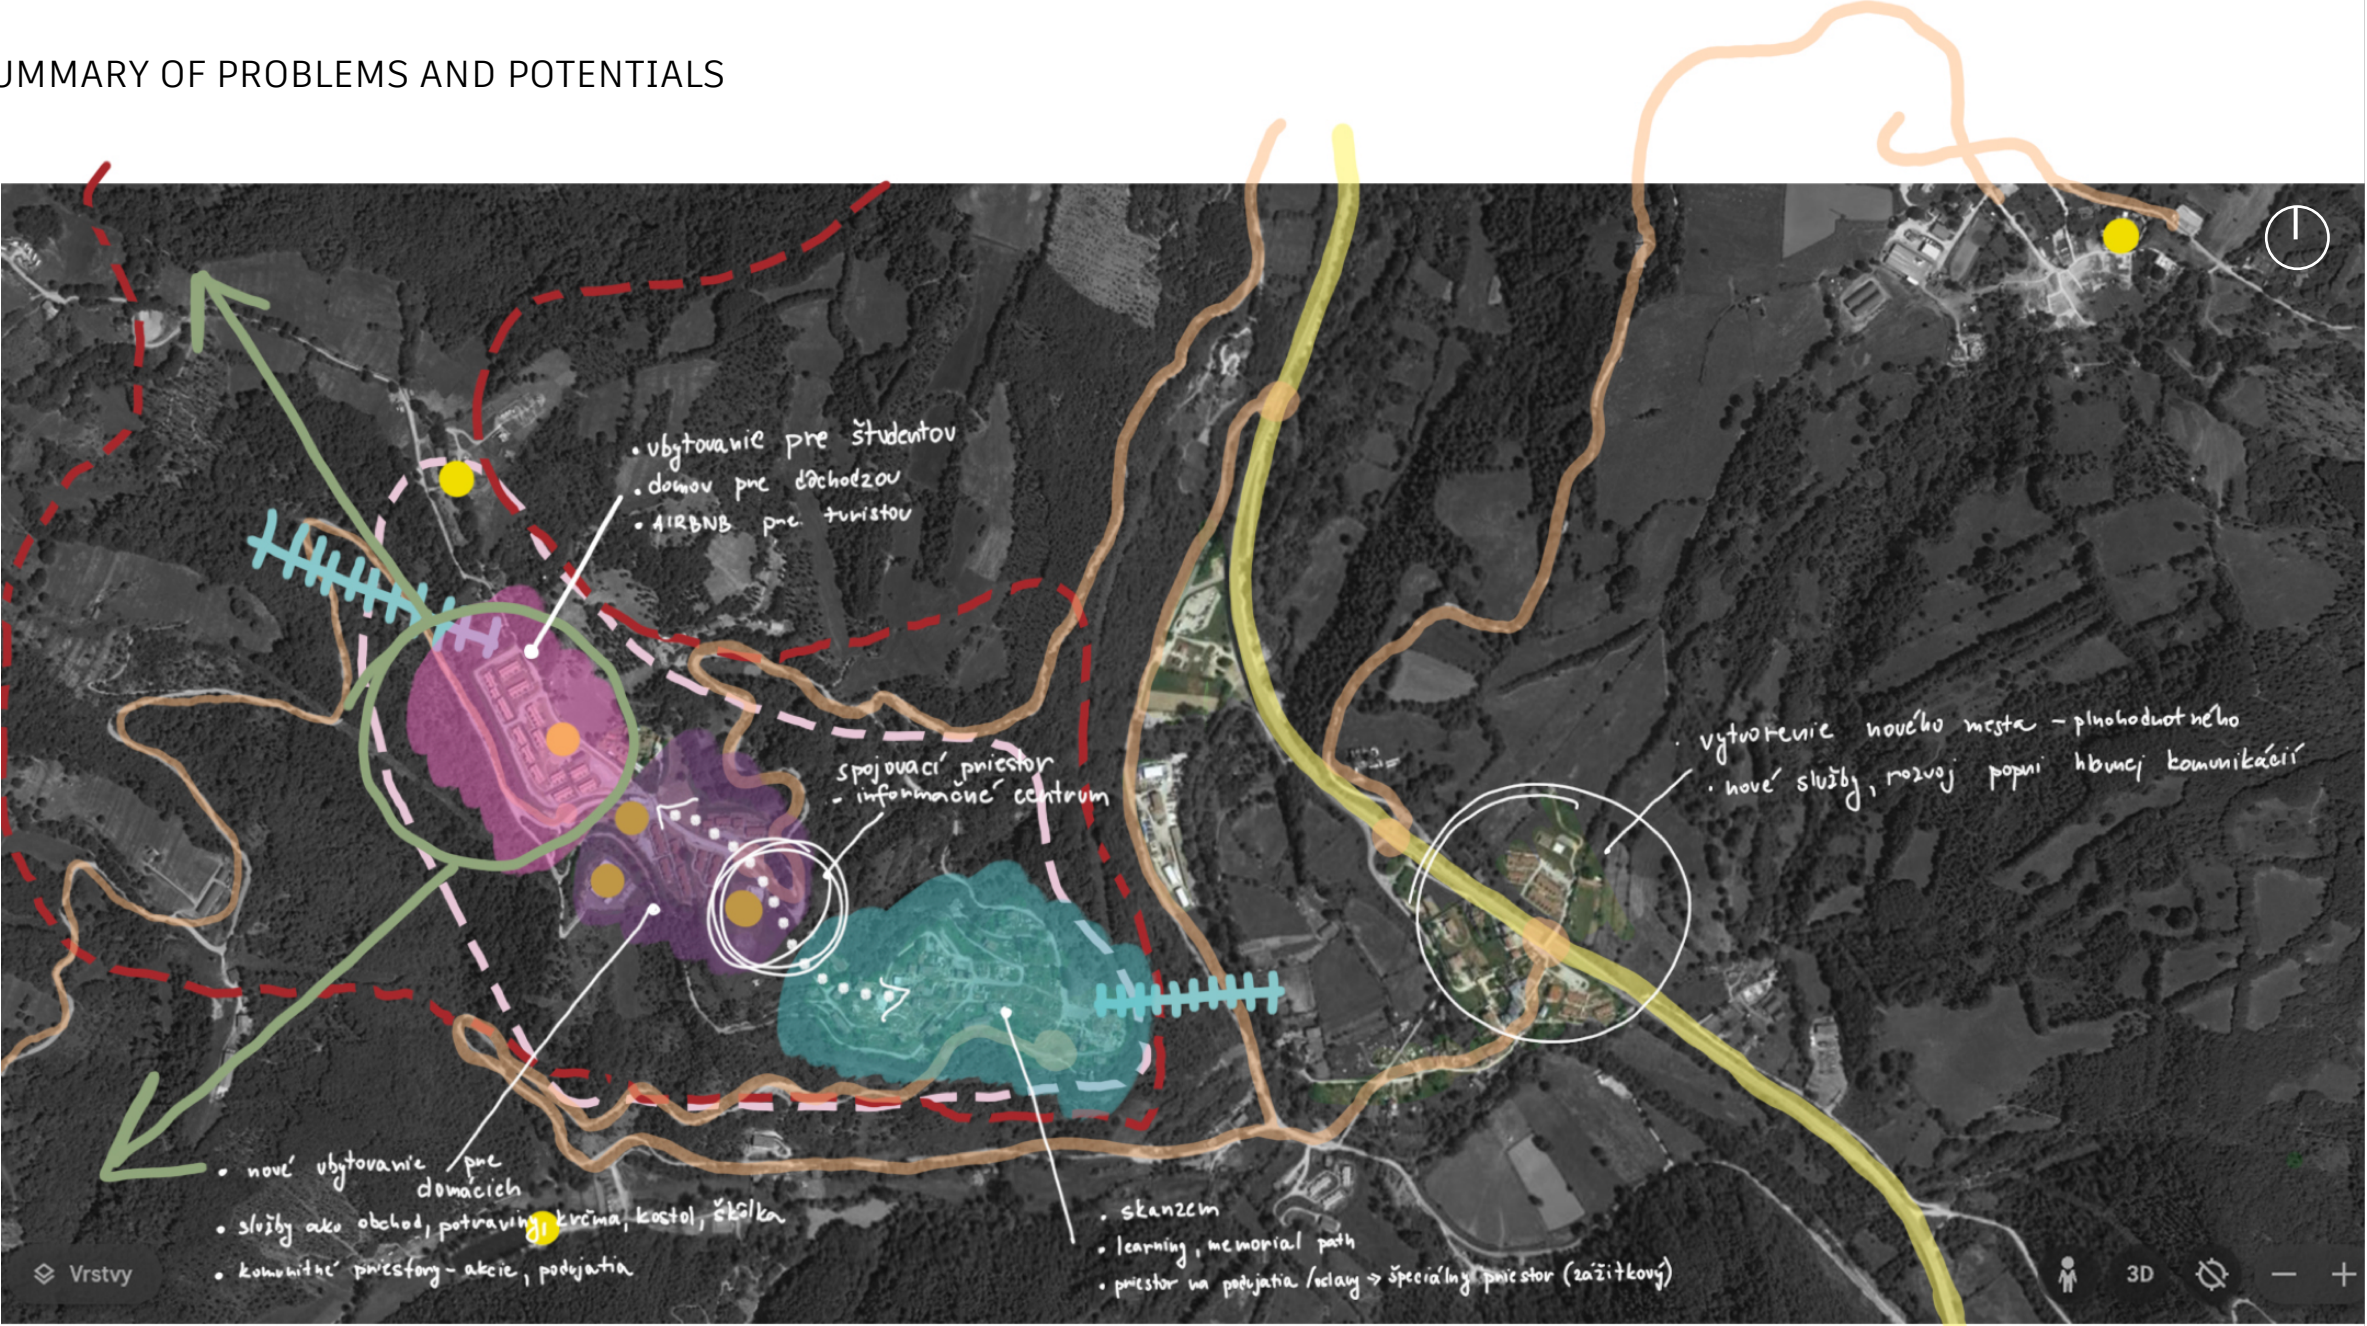 UMMARY OF PROBLEMS AND POTENTIALS
• ubytovanie pre študentov
• domov pre dôchodzov
• AIRBNB pre turistov
spojovací priestor
- informačné centrum
• vytvorenie nového mesta - plnohodnotného
• nové služby, rozvoj popri hlavnej komunikácií
• nové ubytovanie pre
domácich
• služby ako obchod, potraviny, krčma, kostol, škôlka
• komunitné priestory - akcie, podujatia
• skanzem
• learning, memorial path
• priestor na podujatia /oslavy → špeciálny priestor (zážitkový)
Vrstvy
3D